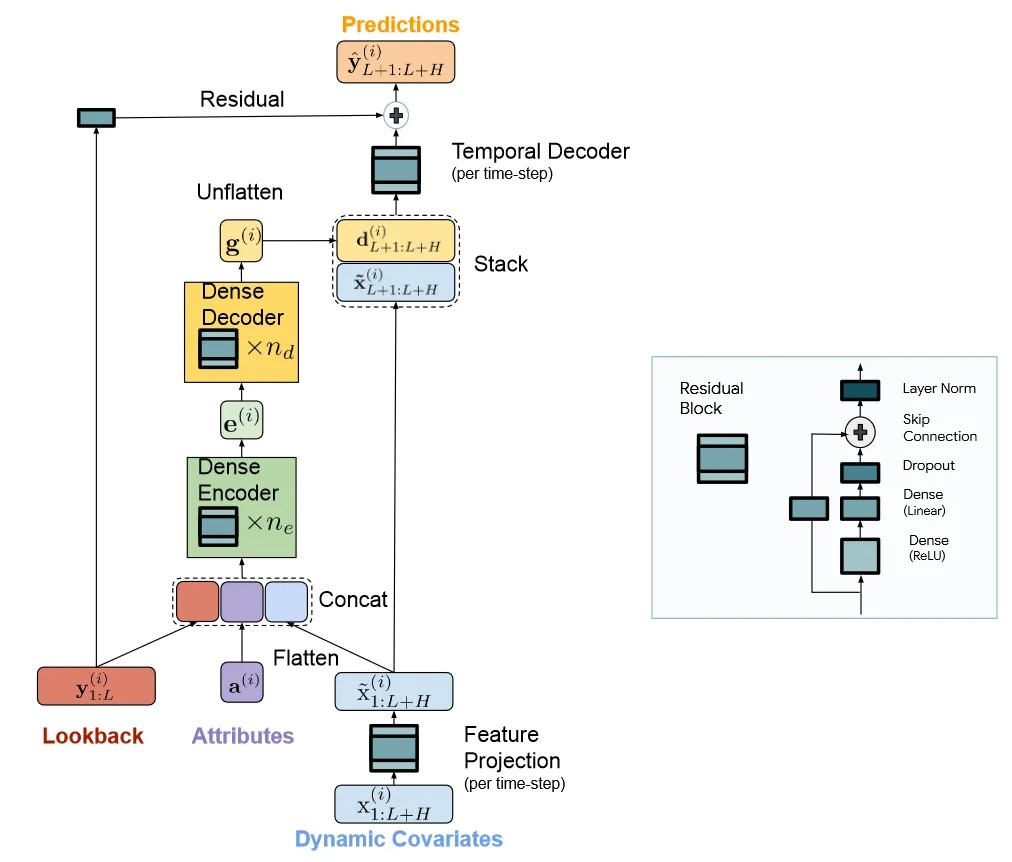 Predictions
ŷ^{(i)}_{L+1:L+H}
Residual
Temporal Decoder
(per time-step)
Unflatten
g^{(i)}
d^{(i)}_{L+1:L+H}
x̃^{(i)}_{L+1:L+H}
Stack
Dense
Decoder
×n_d
e^{(i)}
Dense
Encoder
×n_e
Concat
Flatten
y^{(i)}_{1:L}
a^{(i)}
x̃^{(i)}_{1:L+H}
Lookback
Attributes
Feature
Projection
(per time-step)
x^{(i)}_{1:L+H}
Dynamic Covariates
Residual
Block
Layer Norm
Skip
Connection
Dropout
Dense
(Linear)
Dense
(ReLU)